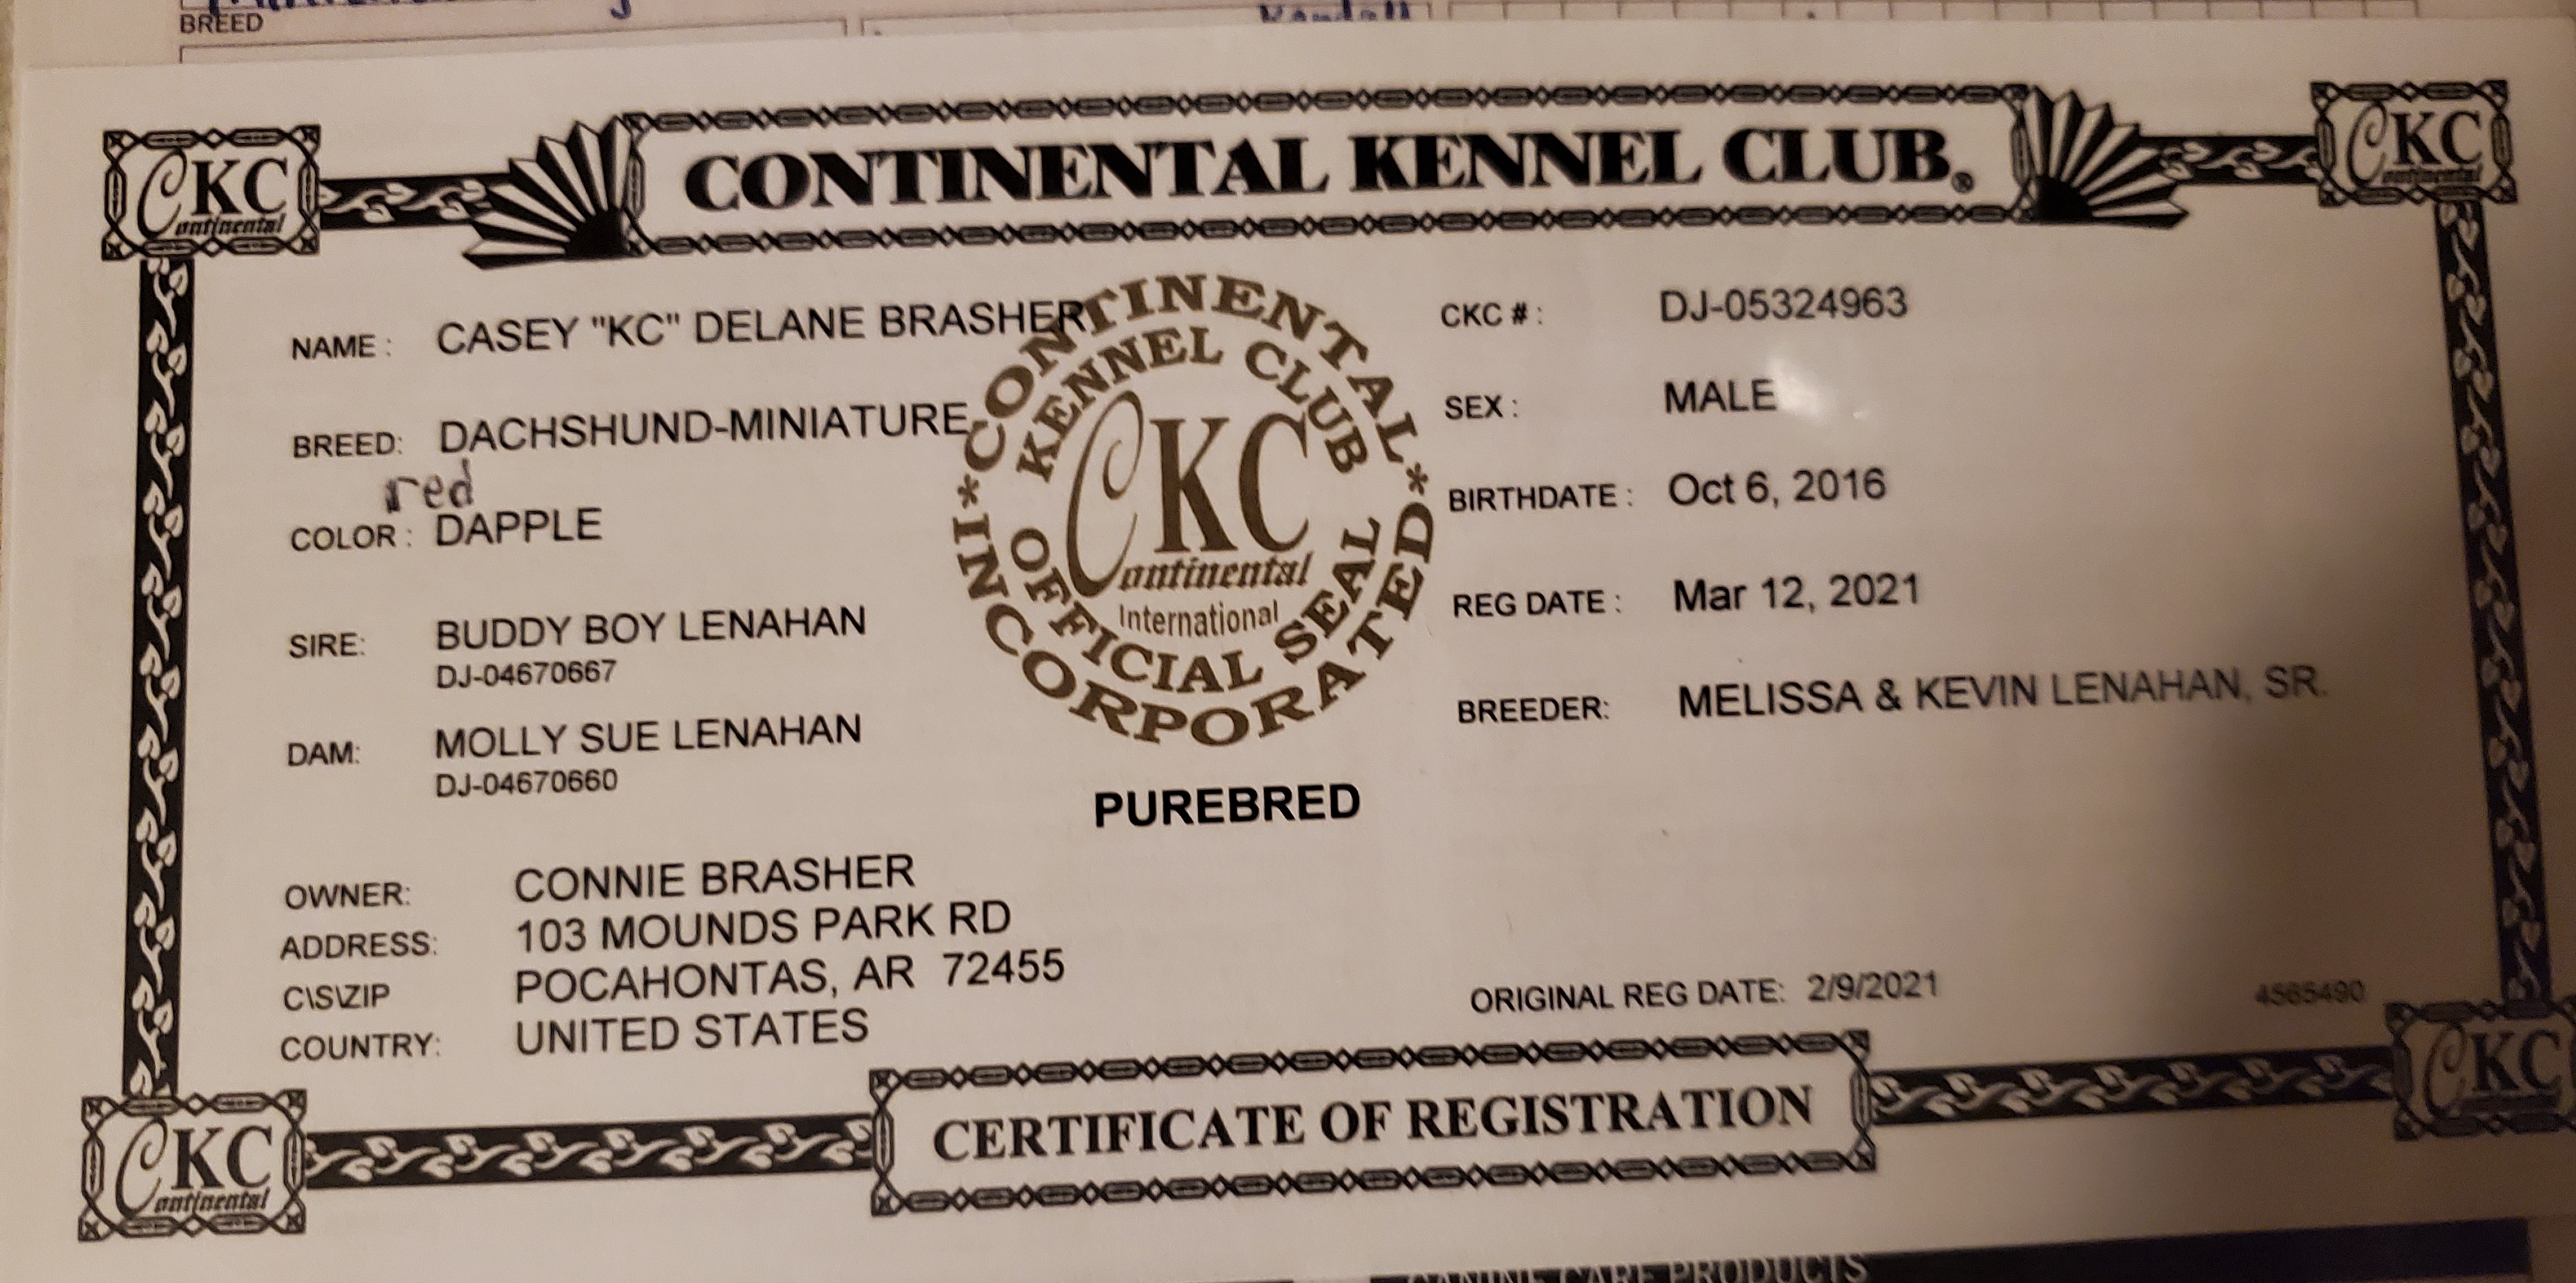 BREED
CKC
Continental
CONTINENTAL KENNEL CLUB®
CKC
Continental
NAME : CASEY "KC" DELANE BRASHER
BREED: DACHSHUND-MINIATURE
red
COLOR : DAPPLE
SIRE: BUDDY BOY LENAHAN
DJ-04670667
DAM: MOLLY SUE LENAHAN
DJ-04670660
*CONTINENTAL*
KENNEL CLUB
CKC
Continental
International
OFFICIAL SEAL
INCORPORATED
PUREBRED
CKC # : DJ-05324963
SEX : MALE
BIRTHDATE : Oct 6, 2016
REG DATE : Mar 12, 2021
BREEDER: MELISSA & KEVIN LENAHAN, SR.
OWNER: CONNIE BRASHER
ADDRESS: 103 MOUNDS PARK RD
C\S\ZIP POCAHONTAS, AR 72455
COUNTRY: UNITED STATES
ORIGINAL REG DATE: 2/9/2021
4565490
CKC
Continental
CERTIFICATE OF REGISTRATION
CKC
CANINE CARE PRODUCTS